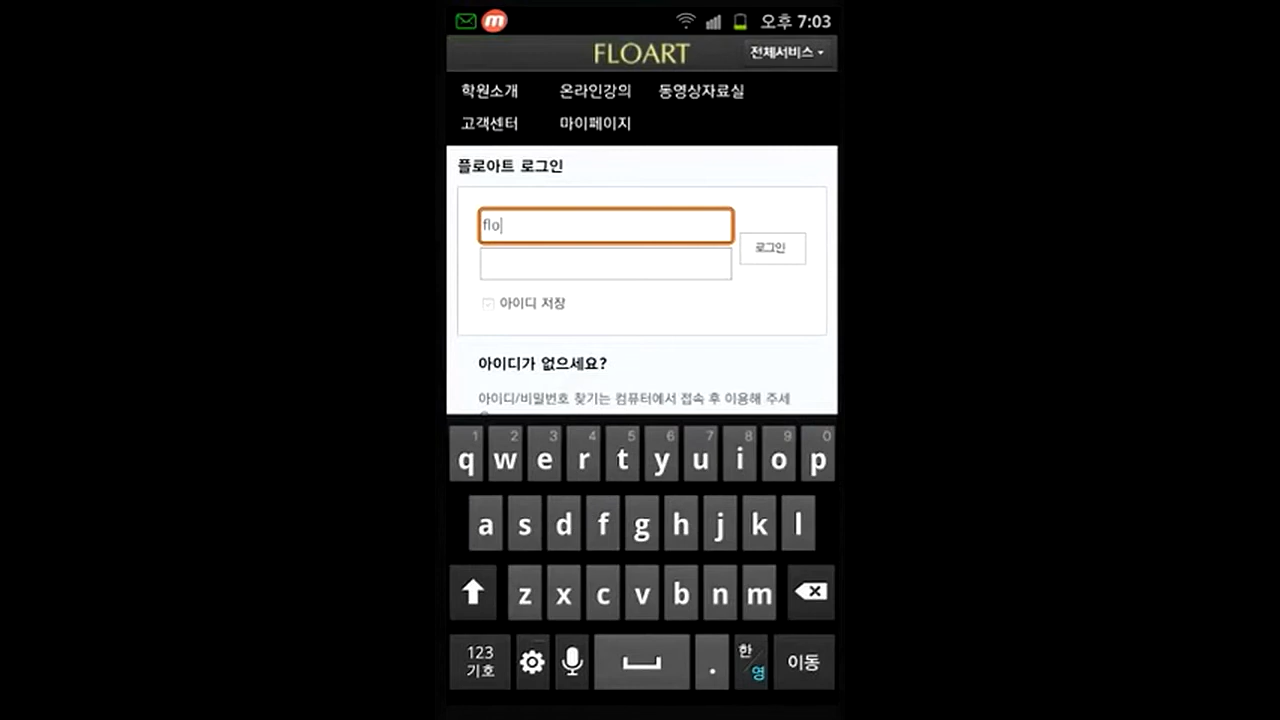 m 오후 7:03
FLOART 전체서비스
학원소개 온라인강의 동영상자료실
고객센터 마이페이지
플로아트 로그인
flo
로그인
아이디 저장
아이디가 없으세요?
아이디/비밀번호 찾기는 컴퓨터에서 접속 후 이용해 주세
1 2 3 4 5 6 7 8 9 0
q w e r t y u i o p
a s d f g h j k l
z x c v b n m
123 기호 . 한/영 이동